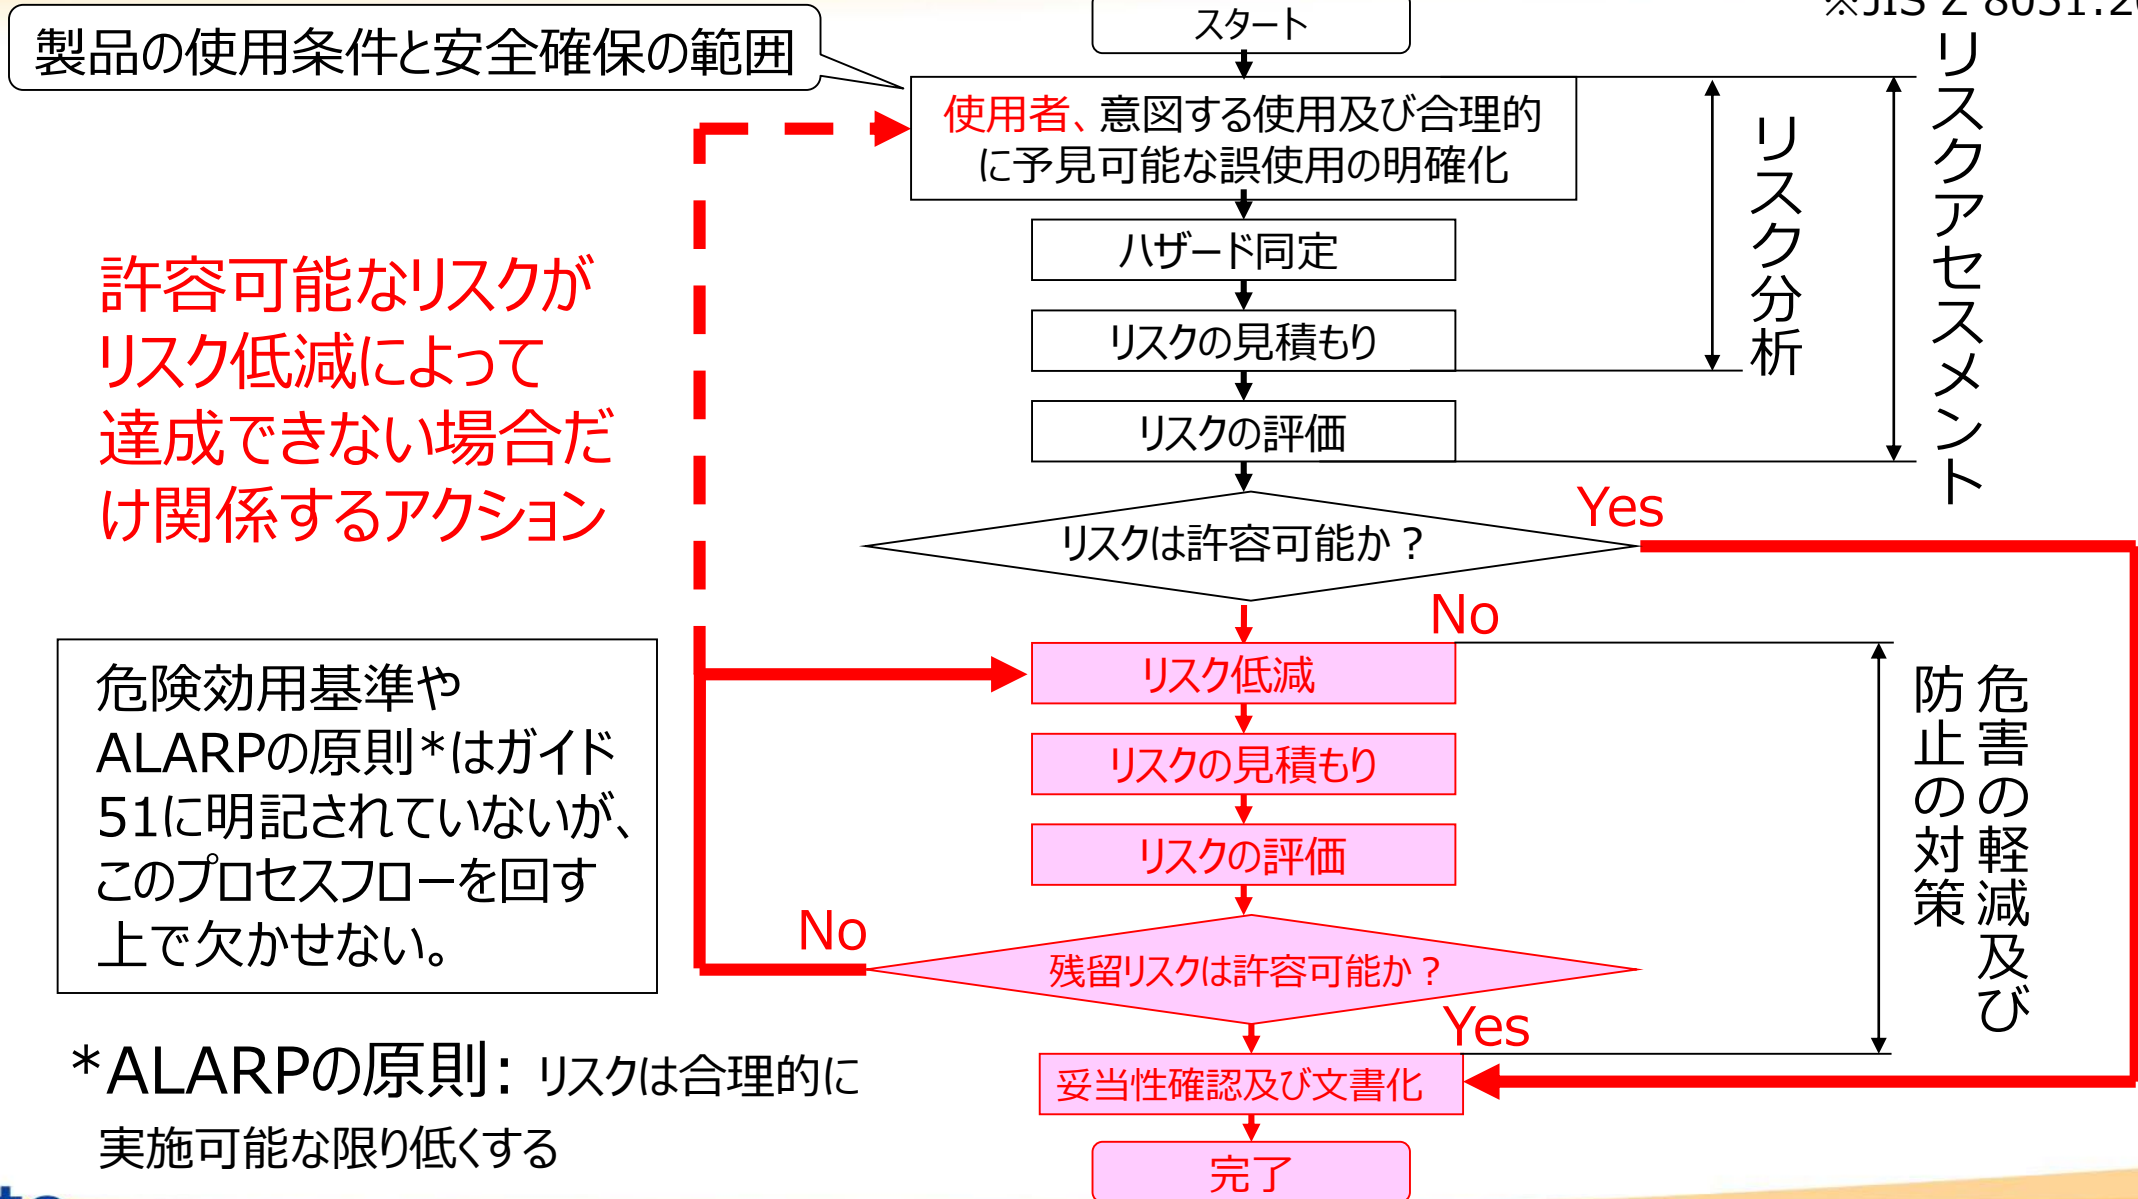 ※JIS Z 8051:20
製品の使用条件と安全確保の範囲
スタート
使用者、意図する使用及び合理的
に予見可能な誤使用の明確化
ハザード同定
リスクの見積もり
リスクの評価
リスク分析
リスクアセスメント
リスクは許容可能か？
Yes
No
許容可能なリスクが
リスク低減によって
達成できない場合だ
け関係するアクション
リスク低減
リスクの見積もり
リスクの評価
残留リスクは許容可能か？
No
Yes
危害の軽減及び
防止の対策
妥当性確認及び文書化
完了
危険効用基準や
ALARPの原則*はガイド
51に明記されていないが、
このプロセスフローを回す
上で欠かせない。
*ALARPの原則：リスクは合理的に
実施可能な限り低くする